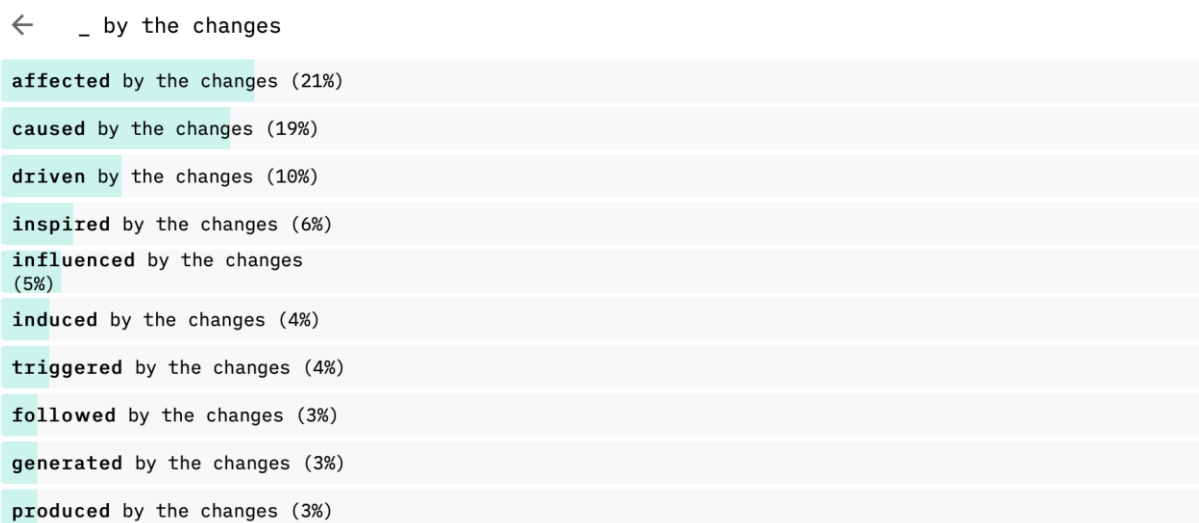 _ by the changes
affected by the changes (21%)
caused by the changes (19%)
driven by the changes (10%)
inspired by the changes (6%)
influenced by the changes
(5%)
induced by the changes (4%)
triggered by the changes (4%)
followed by the changes (3%)
generated by the changes (3%)
produced by the changes (3%)